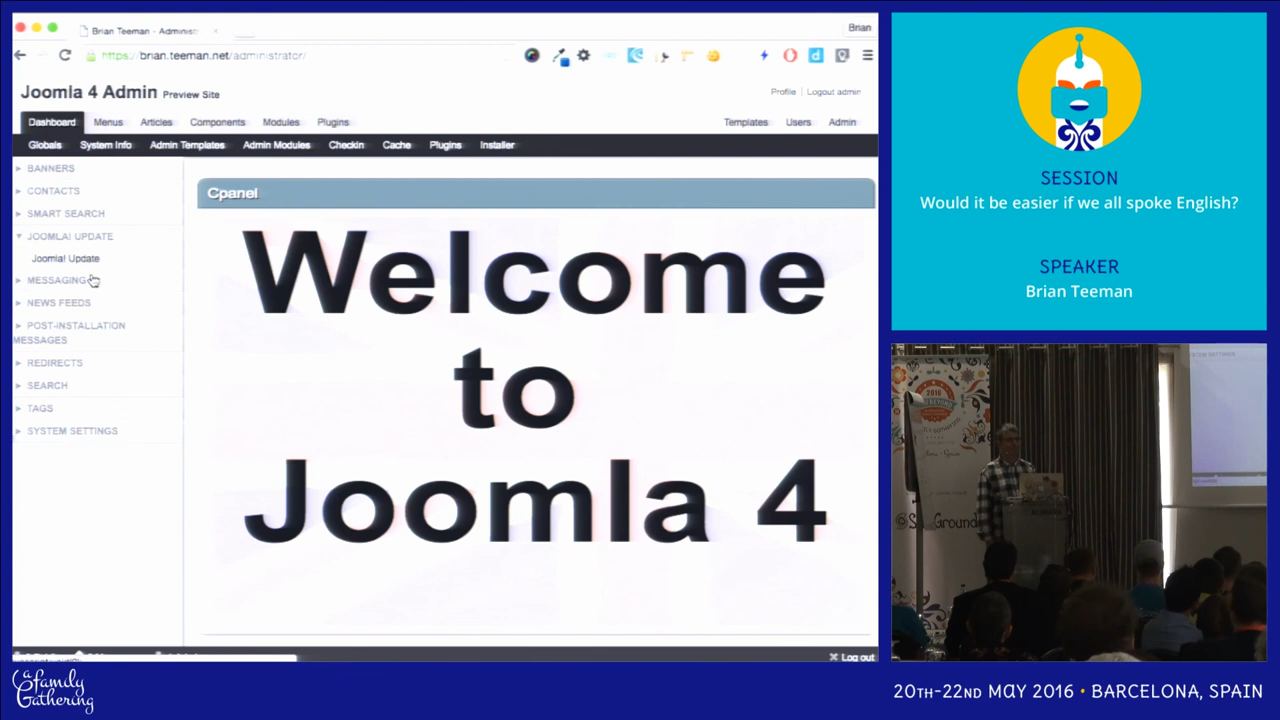 Brian Teeman - Administ
Brian
https://brian.teeman.net/administrator/
Joomla 4 Admin Preview Site
Profile Logout admin
Dashboard Menus Articles Components Modules Plugins Templates Users Admin
Globals System Info Admin Templates Admin Modules Checkin Cache Plugins Installer
BANNERS
CONTACTS
SMART SEARCH
JOOMLA! UPDATE
Joomla! Update
MESSAGING
NEWS FEEDS
POST-INSTALLATION
MESSAGES
REDIRECTS
SEARCH
TAGS
SYSTEM SETTINGS
Cpanel
Welcome
to
Joomla 4
Log out
SESSION
Would it be easier if we all spoke English?
SPEAKER
Brian Teeman
2016
Ground
a family
Gathering
20TH-22ND MAY 2016 • BARCELONA, SPAIN